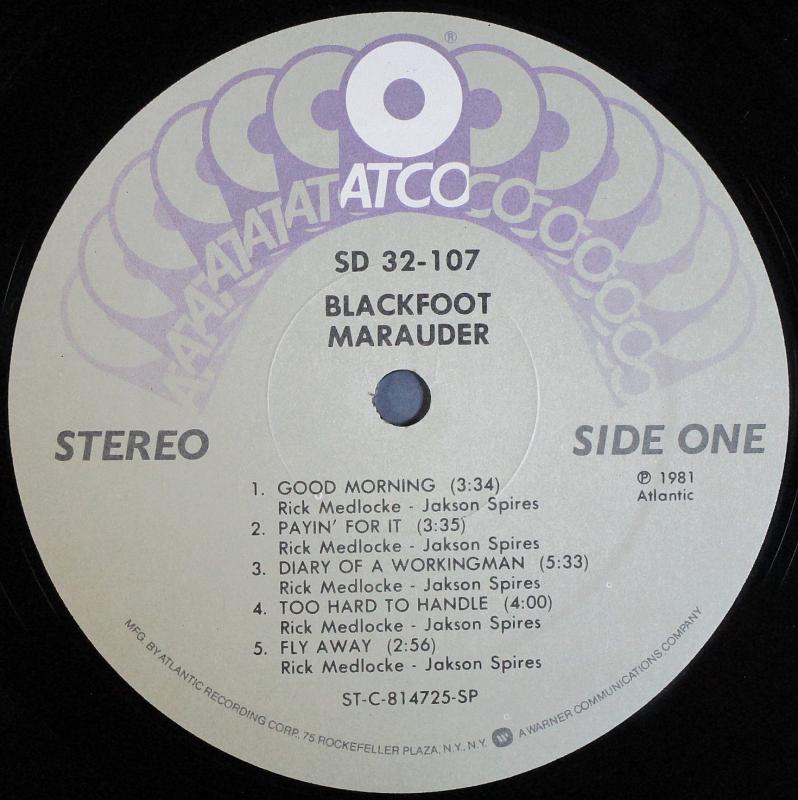 ®
ATCO
SD 32-107
BLACKFOOT
MARAUDER
STEREO
SIDE ONE
℗ 1981
Atlantic
1. GOOD MORNING (3:34)
Rick Medlocke - Jakson Spires
2. PAYIN' FOR IT (3:35)
Rick Medlocke - Jakson Spires
3. DIARY OF A WORKINGMAN (5:33)
Rick Medlocke - Jakson Spires
4. TOO HARD TO HANDLE (4:00)
Rick Medlocke - Jakson Spires
5. FLY AWAY (2:56)
Rick Medlocke - Jakson Spires
ST-C-814725-SP
MFG. BY ATLANTIC RECORDING CORP., 75 ROCKEFELLER PLAZA, N.Y., N.Y. A WARNER COMMUNICATIONS COMPANY